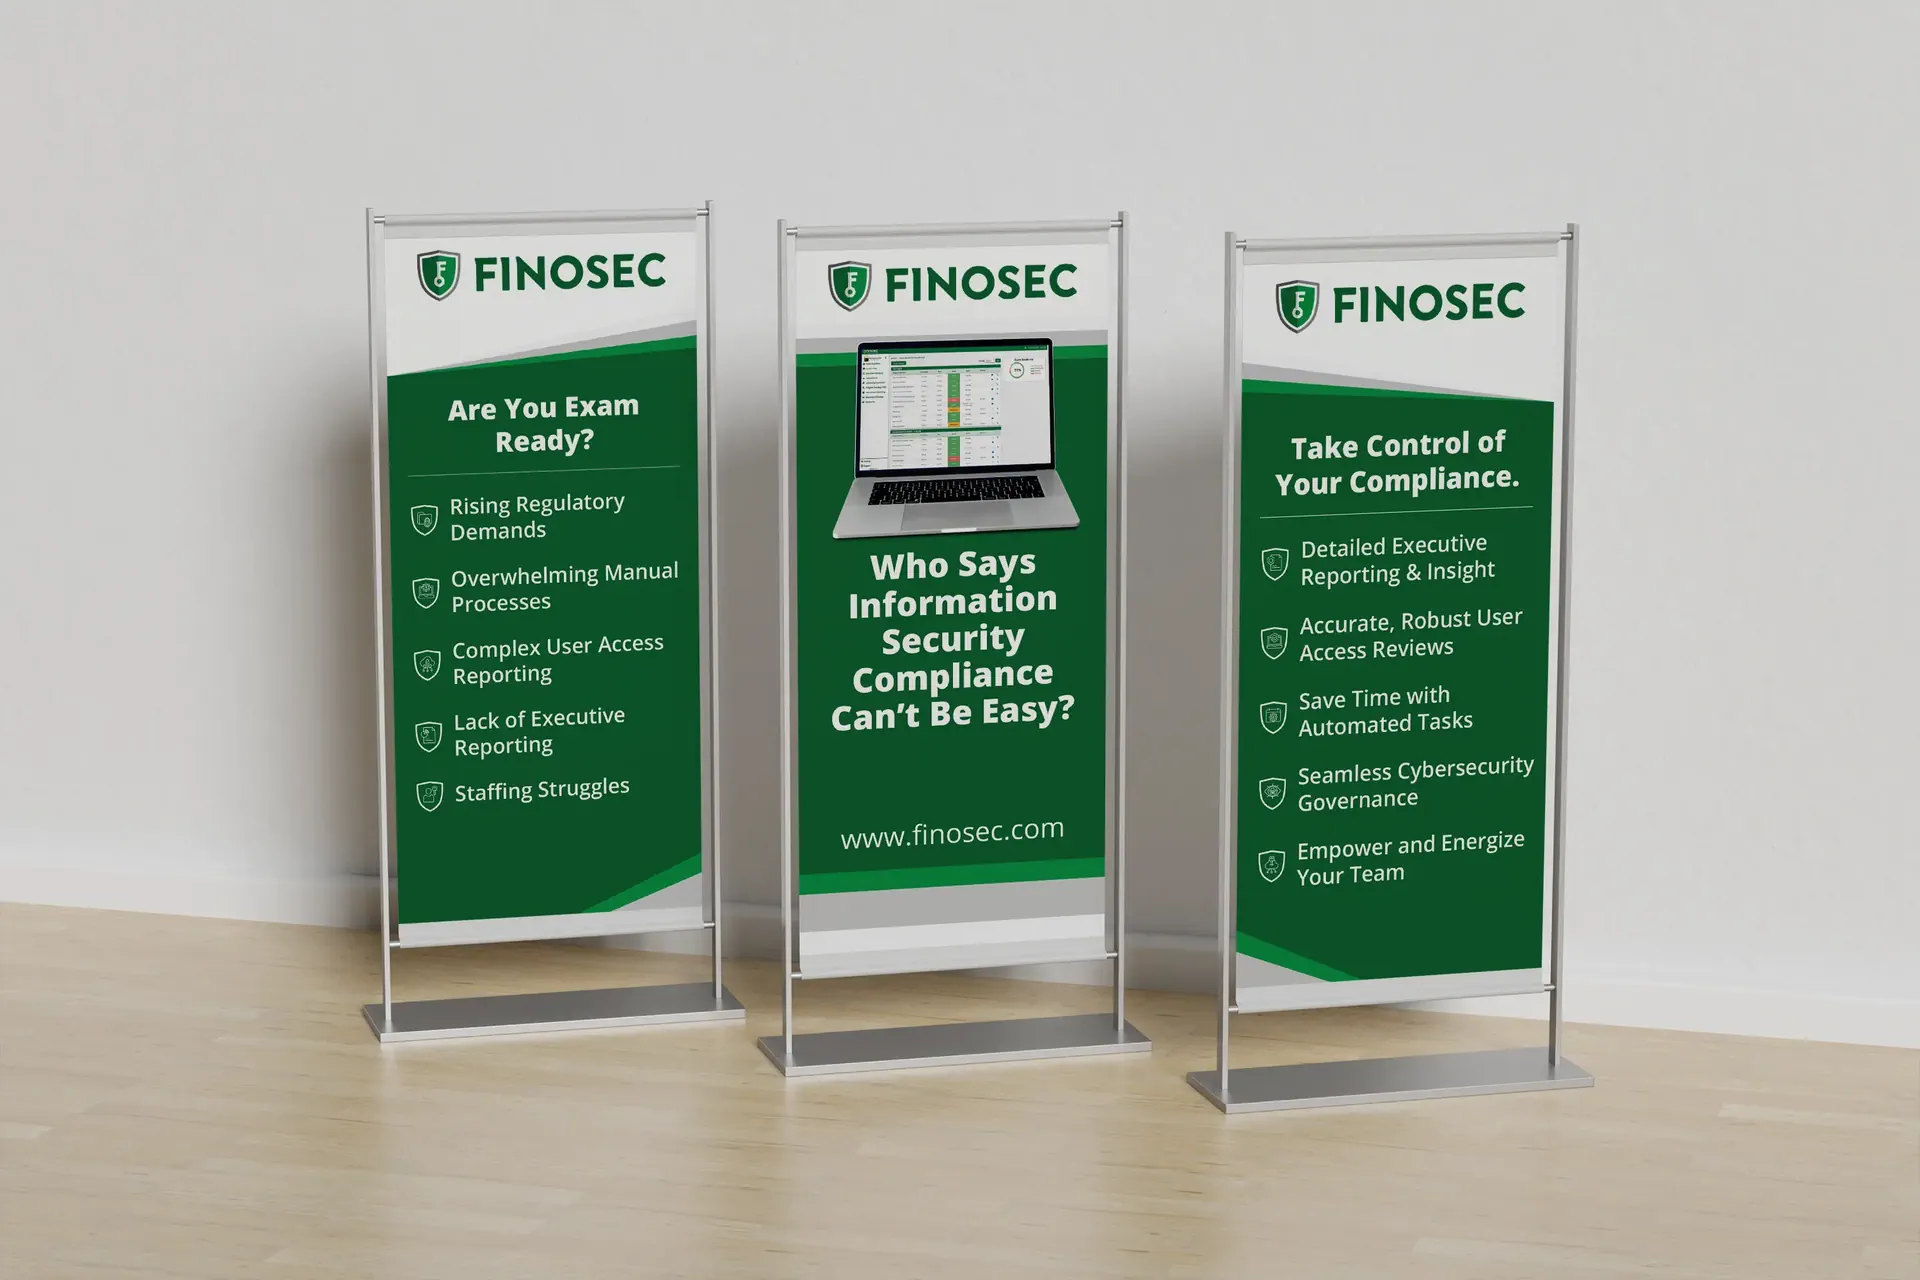 FINOSEC
Are You Exam
Ready?
Rising Regulatory
Demands
Overwhelming Manual
Processes
Complex User Access
Reporting
Lack of Executive
Reporting
Staffing Struggles
FINOSEC
Who Says
Information
Security
Compliance
Can’t Be Easy?
www.finosec.com
FINOSEC
Take Control of
Your Compliance.
Detailed Executive
Reporting & Insight
Accurate, Robust User
Access Reviews
Save Time with
Automated Tasks
Seamless Cybersecurity
Governance
Empower and Energize
Your Team